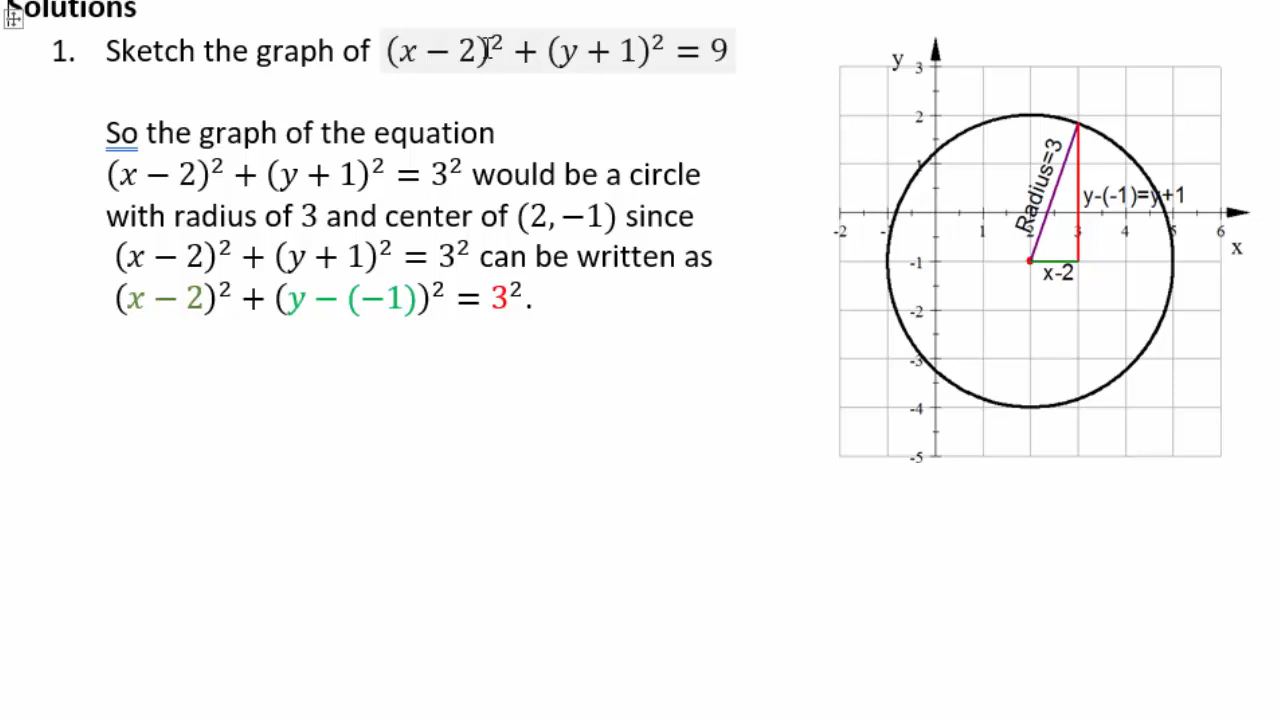 Solutions
1. Sketch the graph of (x − 2)² + (y + 1)² = 9
So the graph of the equation
(x − 2)² + (y + 1)² = 3² would be a circle
with radius of 3 and center of (2, −1) since
(x − 2)² + (y + 1)² = 3² can be written as
(x − 2)² + (y − (−1))² = 3².
y
3
2
1
Radius=3
y-(-1)=y+1
-2 -1 1 2 3 4 5 6
x
-1
x-2
-2
-3
-4
-5